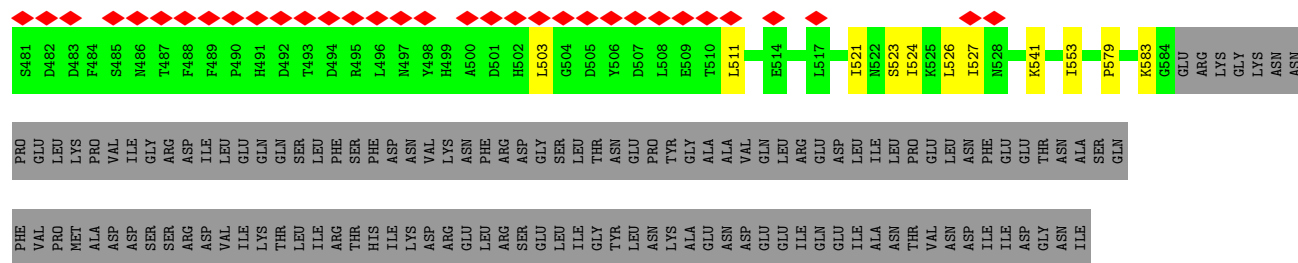 S481 D482 D483 F484 S485 N486 T487 F488 F489 P490 H491 D492 T493 D494 R495 L496 N497 Y498 H499 A500 D501 H502 L503 G504 D505 Y506 D507 L508 E509 T510 L511 E514 L517 I521 N522 S523 I524 K525 L526 I527 N528 K541 I553 P579 K583 G584 GLU ARG LYS GLY LYS ASN ASN
PRO GLU LEU LYS PRO VAL ILE GLY ARG ASP ILE LEU GLU GLN GLN SER LEU PHE SER PHE ASP ASN VAL LYS ASN PHE ARG ASP GLY SER LEU THR ASN GLU PRO TYR GLY ALA ALA VAL GLN LEU ARG GLU ASP LEU ILE LEU PRO GLU LEU ASN PHE GLU GLU THR ASN ALA SER GLN
PHE VAL PRO MET ALA ASP ASP SER SER ARG ASP VAL ILE LYS THR LEU ILE ARG THR HIS ILE LYS ASP ARG GLU LEU ARG SER GLU LEU ILE GLY TYR LEU ASN LYS ALA GLU ASN ASP GLU GLU ILE GLN GLU ILE ALA ASN THR VAL ASN ASP ILE ILE ASP GLY ASN ILE